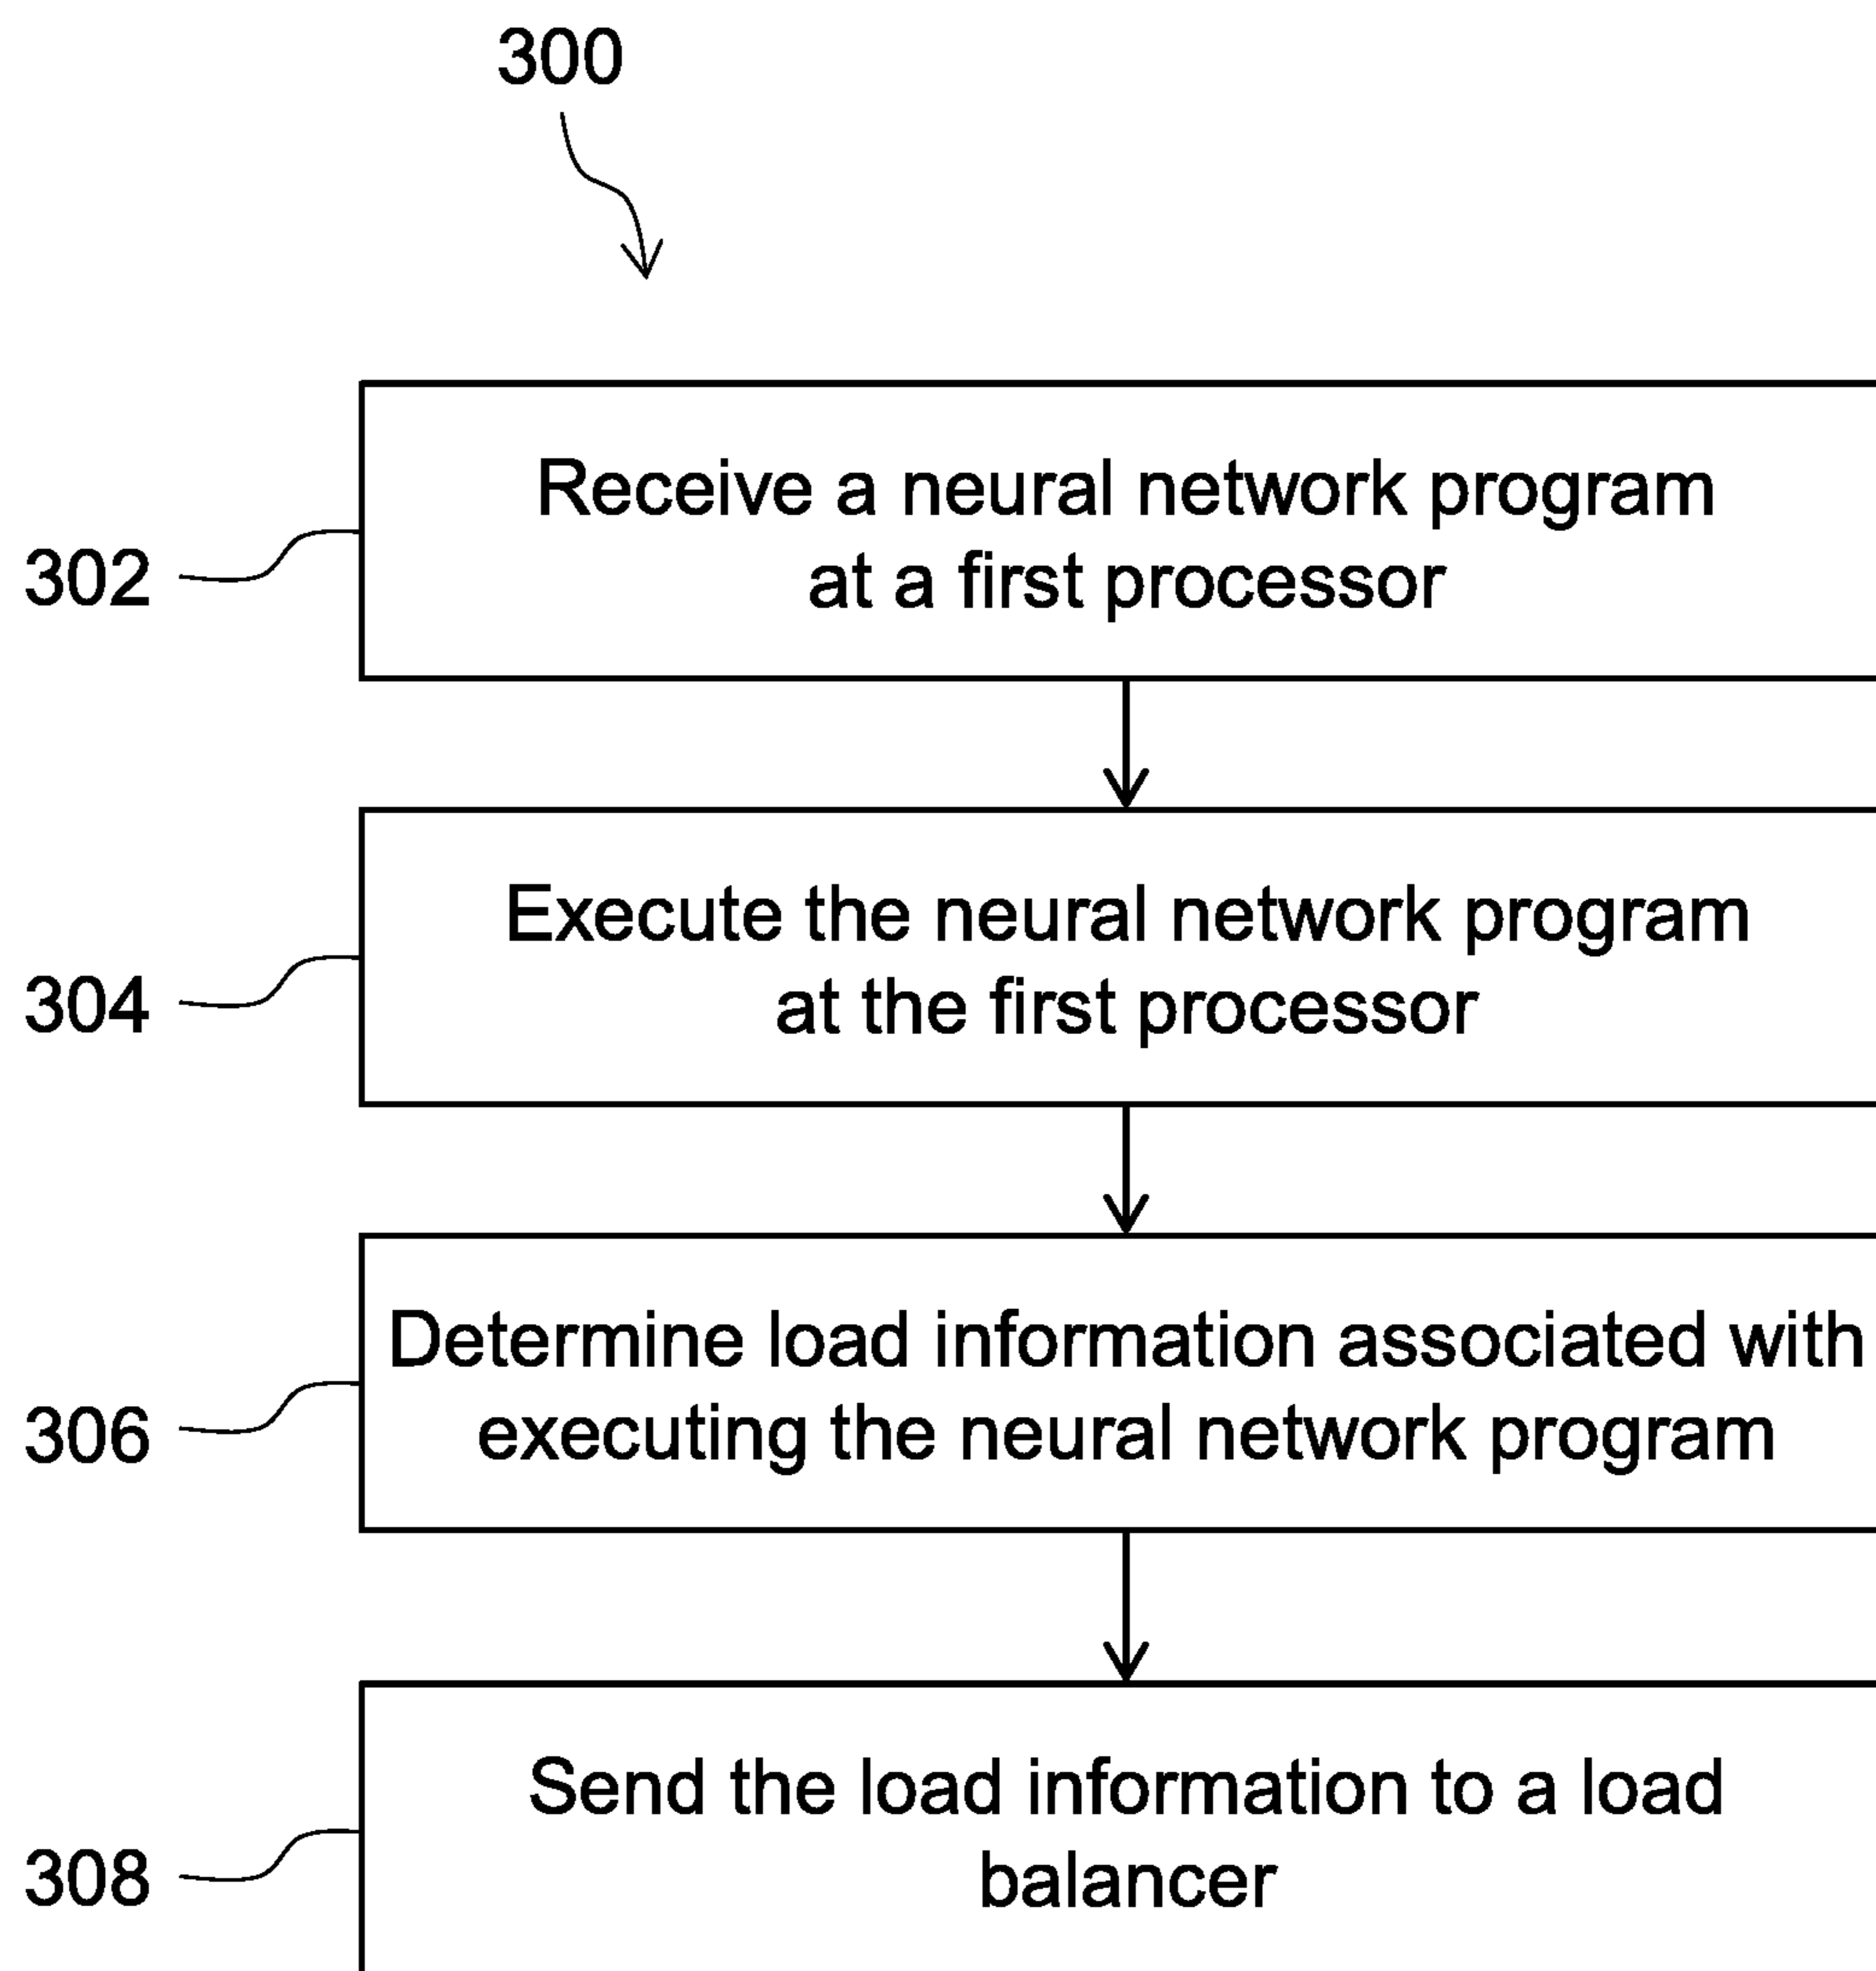 300
Receive a neural network program
at a first processor
302
Execute the neural network program
at the first processor
304
Determine load information associated with
executing the neural network program
306
Send the load information to a load
balancer
308